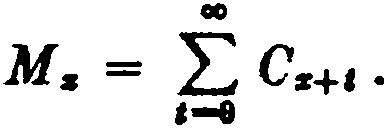 M_x = \sum_{t=0}^{\infty} C_{x+t} .